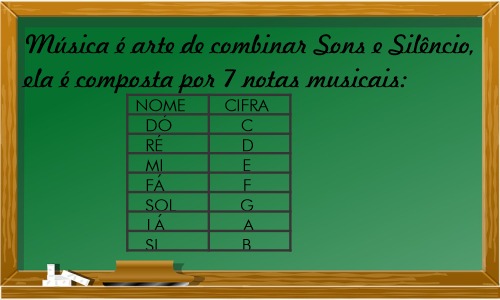 Música é arte de combinar Sons e Silêncio,
ela é composta por 7 notas musicais:
NOME CIFRA
DÓ C
RÉ D
MI E
FÁ F
SOL G
LÁ A
SI B